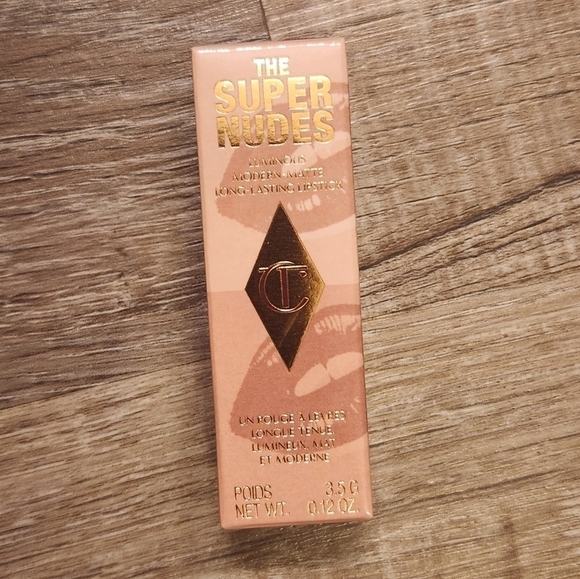 THE
SUPER
NUDES
LUMINOUS
MODERN-MATTE
LONG-LASTING LIPSTICK
CT
UN ROUGE À LÈVRES
LONGUE TENUE,
LUMINEUX, MAT
ET MODERNE
POIDS 3.5 G
NET WT. 0.12 OZ.